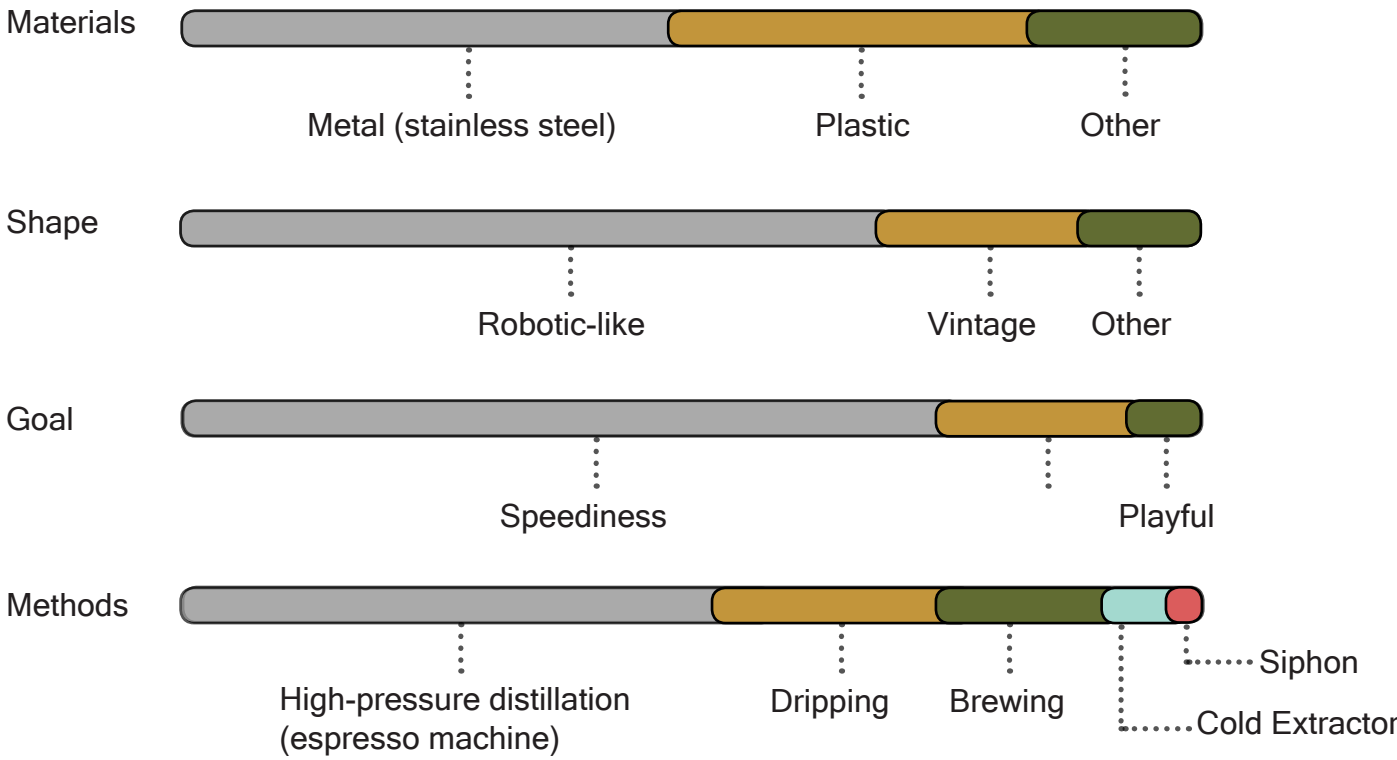 Materials
Metal (stainless steel)
Plastic
Other
Shape
Robotic-like
Vintage
Other
Goal
Speediness
Playful
Methods
High-pressure distillation
(espresso machine)
Dripping
Brewing
Siphon
Cold Extractor